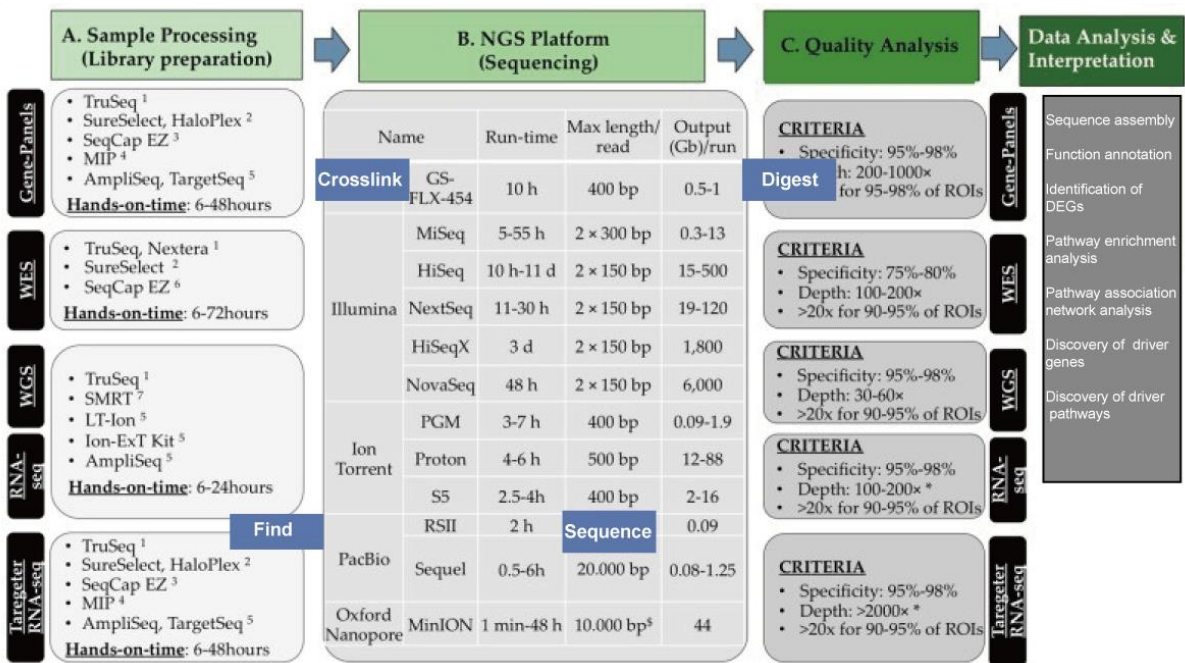 A. Sample Processing
(Library preparation)
B. NGS Platform
(Sequencing)
C. Quality Analysis
Data Analysis &
Interpretation
Gene-Panels
• TruSeq 1
• SureSelect, HaloPlex 2
• SeqCap EZ 3
• MIP 4
• AmpliSeq, TargetSeq 5
Hands-on-time: 6-48hours
WES
• TruSeq, Nextera 1
• SureSelect 2
• SeqCap EZ 6
Hands-on-time: 6-72hours
WGS
RNA-
seq
• TruSeq 1
• SMRT 7
• LT-Ion 5
• Ion-ExT Kit 5
• AmpliSeq 5
Hands-on-time: 6-24hours
Taregeter
RNA-seq
• TruSeq 1
• SureSelect, HaloPlex 2
• SeqCap EZ 3
• MIP 4
• AmpliSeq, TargetSeq 5
Hands-on-time: 6-48hours
Crosslink
Digest
Find
Sequence
Name Run-time Max length/ read Output (Gb)/run
GS-
FLX-454 10 h 400 bp 0.5-1
Illumina
MiSeq 5-55 h 2 × 300 bp 0.3-13
HiSeq 10 h-11 d 2 × 150 bp 15-500
NextSeq 11-30 h 2 × 150 bp 19-120
HiSeqX 3 d 2 × 150 bp 1,800
NovaSeq 48 h 2 × 150 bp 6,000
Ion
Torrent
PGM 3-7 h 400 bp 0.09-1.9
Proton 4-6 h 500 bp 12-88
S5 2.5-4h 400 bp 2-16
PacBio
RSII 2 h 0.09
Sequel 0.5-6h 20.000 bp 0.08-1.25
Oxford
Nanopore
MinION 1 min-48 h 10.000 bp$ 44
CRITERIA
• Specificity: 95%-98%
200-1000×
for 95-98% of ROIs
Gene-Panels
CRITERIA
• Specificity: 75%-80%
• Depth: 100-200×
• >20x for 90-95% of ROIs
WES
CRITERIA
• Specificity: 95%-98%
• Depth: 30-60×
• >20x for 90-95% of ROIs
WGS
CRITERIA
• Specificity: 95%-98%
• Depth: 100-200× *
• >20x for 90-95% of ROIs
RNA-
seq
CRITERIA
• Specificity: 95%-98%
• Depth: >2000× *
• >20x for 90-95% of ROIs
Taregeter
RNA-seq
Sequence assembly
Function annotation
Identification of
DEGs
Pathway enrichment
analysis
Pathway association
network analysis
Discovery of driver
genes
Discovery of driver
pathways